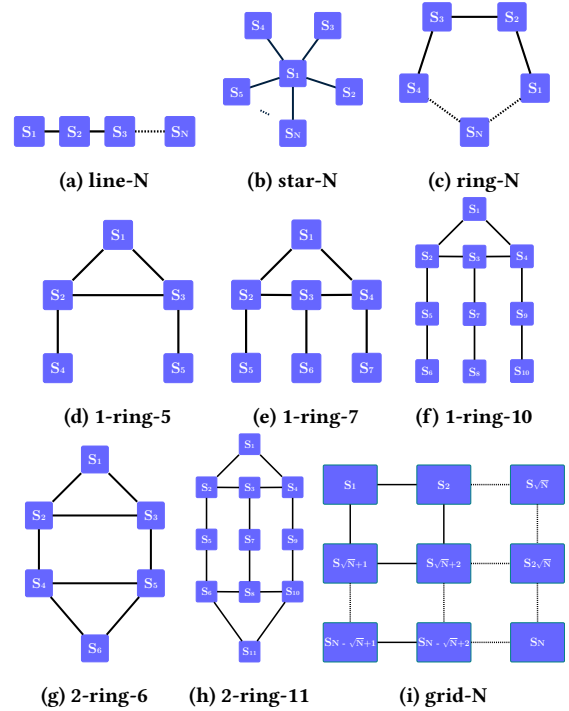 S₄ S₃
S₁
S₅ S₂
S_N
S₃ S₂
S₄ S₁
S_N
S₁ S₂ S₃ S_N
(a) line-N (b) star-N (c) ring-N
S₁
S₂ S₃
S₄ S₅
S₁
S₂ S₃ S₄
S₅ S₆ S₇
S₁
S₂ S₃ S₄
S₅ S₇ S₉
S₆ S₈ S₁₀
(d) 1-ring-5 (e) 1-ring-7 (f) 1-ring-10
S₁
S₂ S₃
S₄ S₅
S₆
S₁
S₂ S₃ S₄
S₅ S₇ S₉
S₆ S₈ S₁₀
S₁₁
S₁ S₂ S√N
S√N+1 S√N+2 S2√N
SN - √N+1 SN - √N+2 SN
(g) 2-ring-6 (h) 2-ring-11 (i) grid-N